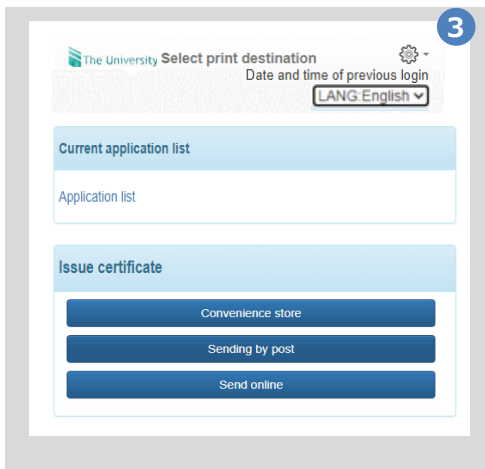 3
The University Select print destination
Date and time of previous login
LANG:English
Current application list
Application list
Issue certificate
Convenience store
Sending by post
Send online